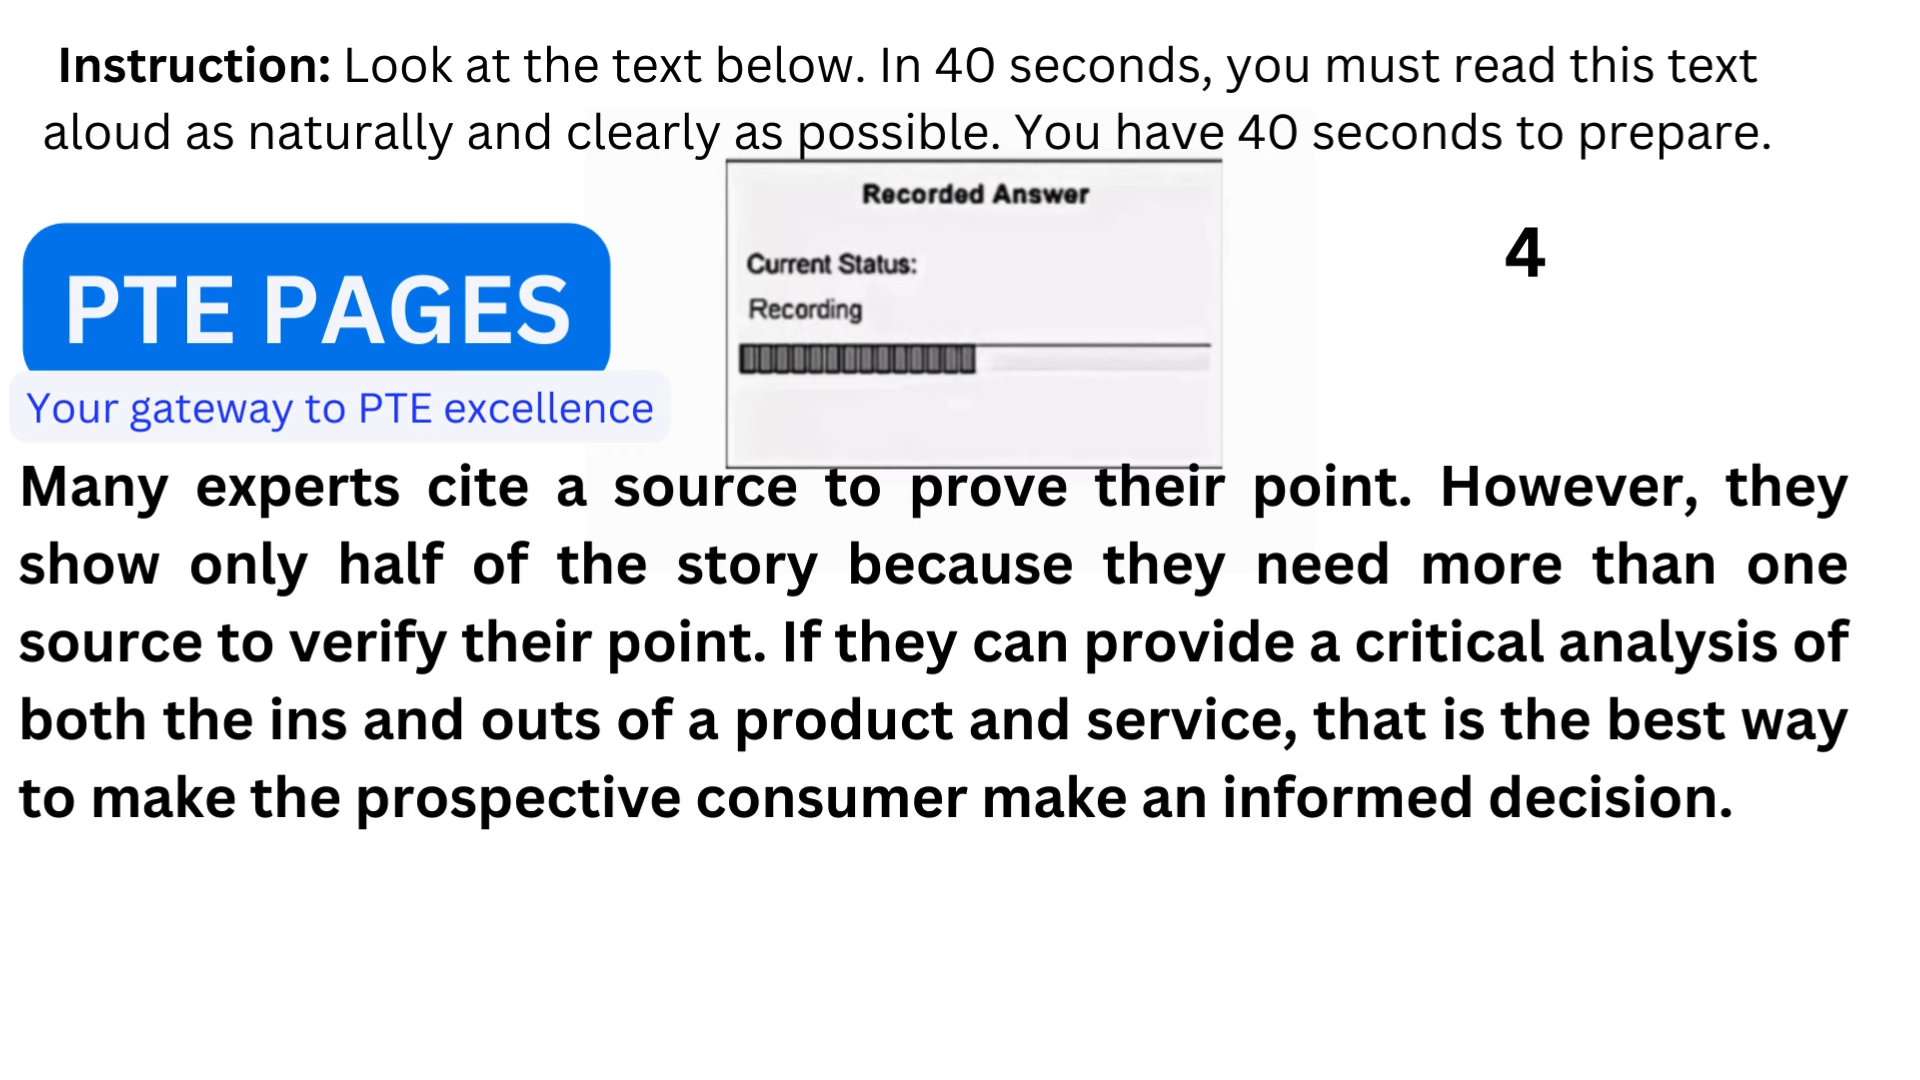 Instruction: Look at the text below. In 40 seconds, you must read this text
aloud as naturally and clearly as possible. You have 40 seconds to prepare.
Recorded Answer
4
PTE PAGES
Current Status:
Recording
Your gateway to PTE excellence
Many experts cite a source to prove their point. However, they
show only half of the story because they need more than one
source to verify their point. If they can provide a critical analysis of
both the ins and outs of a product and service, that is the best way
to make the prospective consumer make an informed decision.